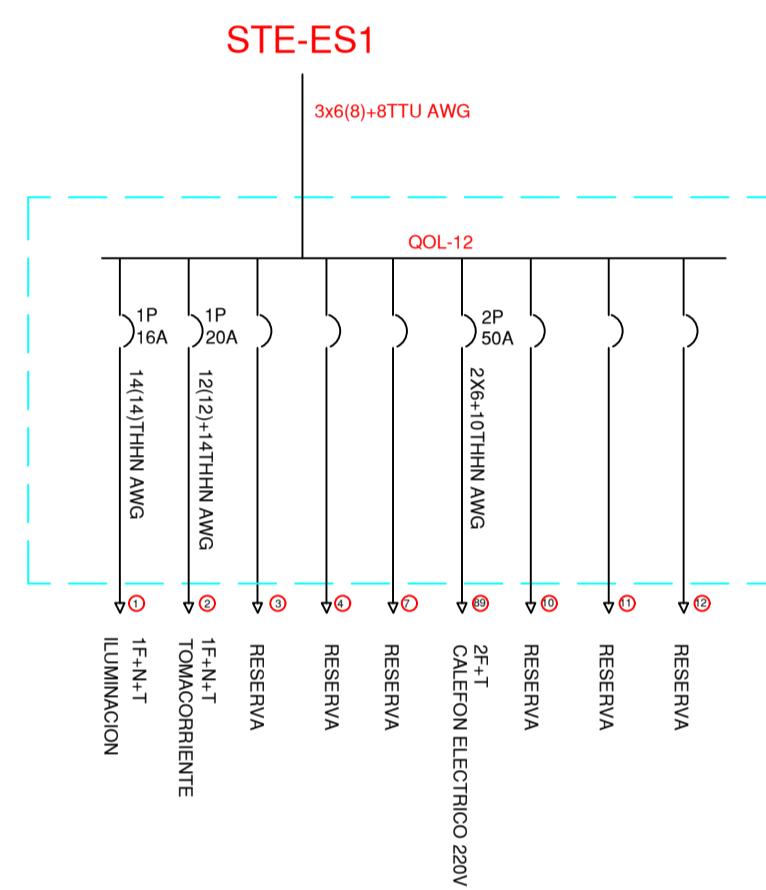 STE-ES1
3x6(8)+8TTU AWG
QOL-12
1P
16A
1P
20A
2P
50A
14(14)THHN AWG
12(12)+14THHN AWG
2X6+10THHN AWG
1
2
3
4
7
89
10
11
12
1F+N+T
ILUMINACION
1F+N+T
TOMACORRIENTE
RESERVA
RESERVA
RESERVA
2F+T
CALEFON ELECTRICO 220V
RESERVA
RESERVA
RESERVA